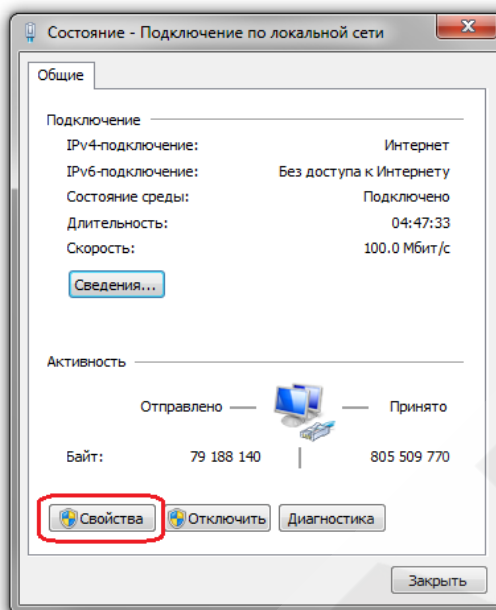 Состояние - Подключение по локальной сети
Общие
Подключение
IPv4-подключение: Интернет
IPv6-подключение: Без доступа к Интернету
Состояние среды: Подключено
Длительность: 04:47:33
Скорость: 100.0 Мбит/с
Сведения...
Активность
Отправлено — — Принято
Байт: 79 188 140 | 805 509 770
Свойства Отключить Диагностика
Закрыть